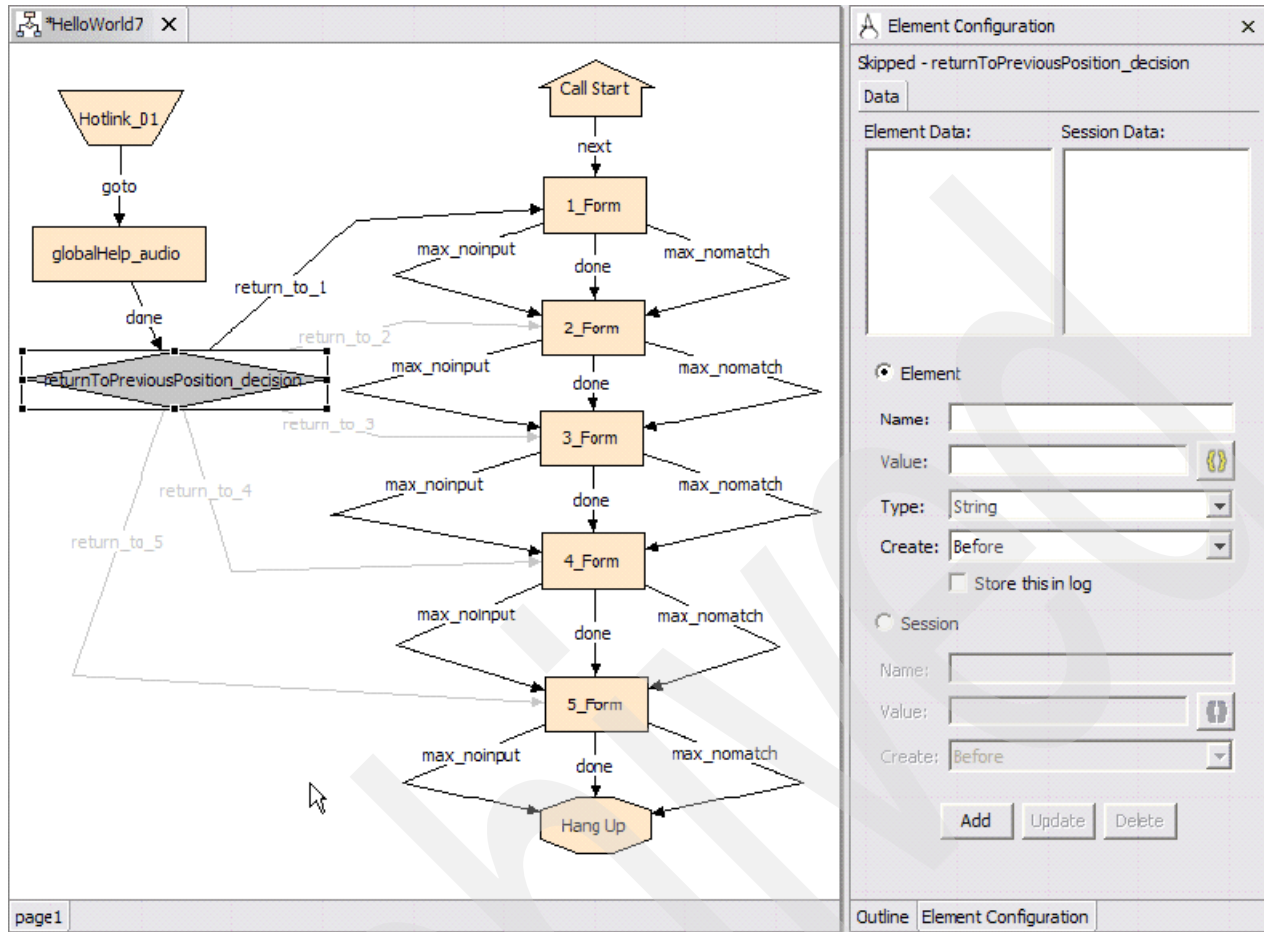 *HelloWorld7
Hotlink_01
goto
globalHelp_audio
done
returnToPreviousPosition_decision
return_to_1
return_to_2
return_to_3
return_to_4
return_to_5
Call Start
next
1_Form
max_noinput
done
max_nomatch
2_Form
max_noinput
done
max_nomatch
3_Form
max_noinput
done
max_nomatch
4_Form
max_noinput
done
max_nomatch
5_Form
max_noinput
done
max_nomatch
Hang Up
page1
Element Configuration
Skipped - returnToPreviousPosition_decision
Data
Element Data:
Session Data:
Element
Name:
Value:
Type: String
Create: Before
Store this in log
Session
Name:
Value:
Create: Before
Add Update Delete
Outline Element Configuration